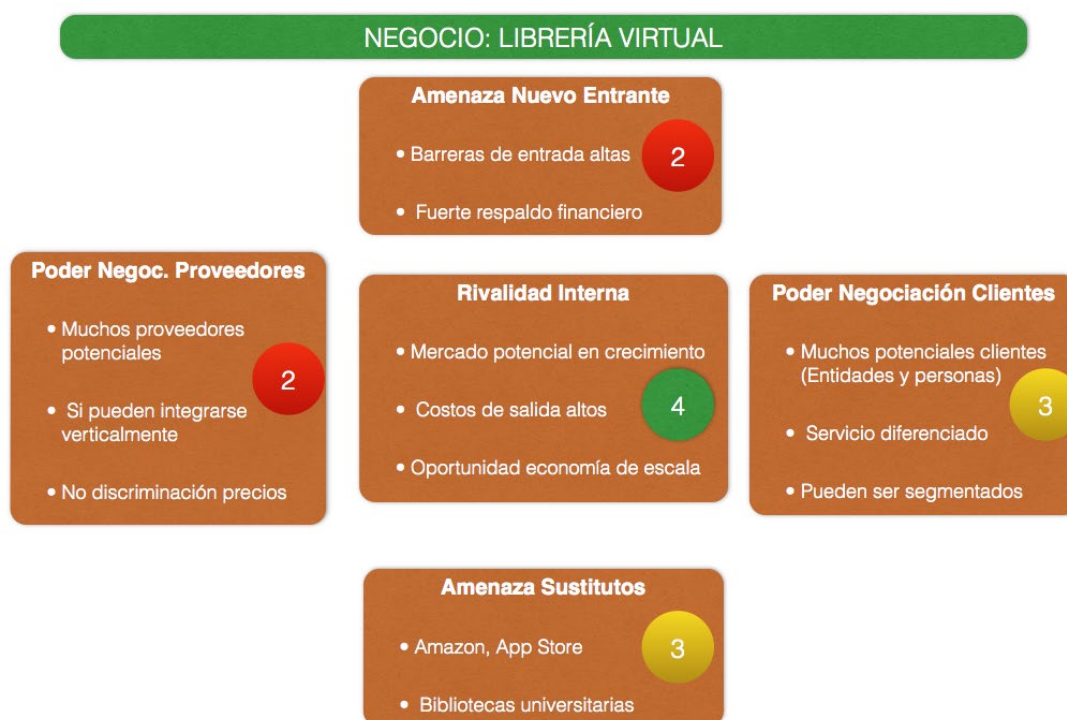 NEGOCIO: LIBRERÍA VIRTUAL
Amenaza Nuevo Entrante
• Barreras de entrada altas
2
• Fuerte respaldo financiero
Poder Negoc. Proveedores
• Muchos proveedores
potenciales
2
• Si pueden integrarse
verticalmente
• No discriminación precios
Rivalidad Interna
• Mercado potencial en crecimiento
• Costos de salida altos
4
• Oportunidad economía de escala
Poder Negociación Clientes
• Muchos potenciales clientes
(Entidades y personas)
3
• Servicio diferenciado
• Pueden ser segmentados
Amenaza Sustitutos
• Amazon, App Store
3
• Bibliotecas universitarias